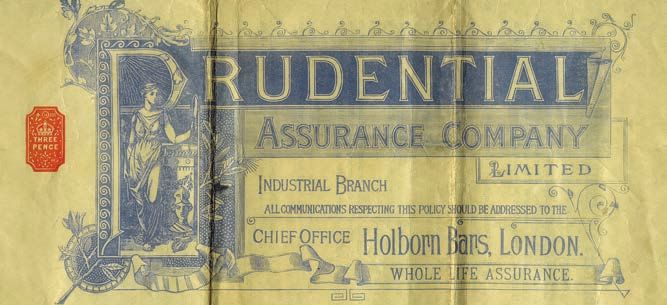 PRUDENTIAL
ASSURANCE COMPANY
LIMITED
THREE
PENCE
INDUSTRIAL BRANCH
ALL COMMUNICATIONS RESPECTING THIS POLICY SHOULD BE ADDRESSED TO THE
CHIEF OFFICE Holborn Bars, LONDON.
WHOLE LIFE ASSURANCE.